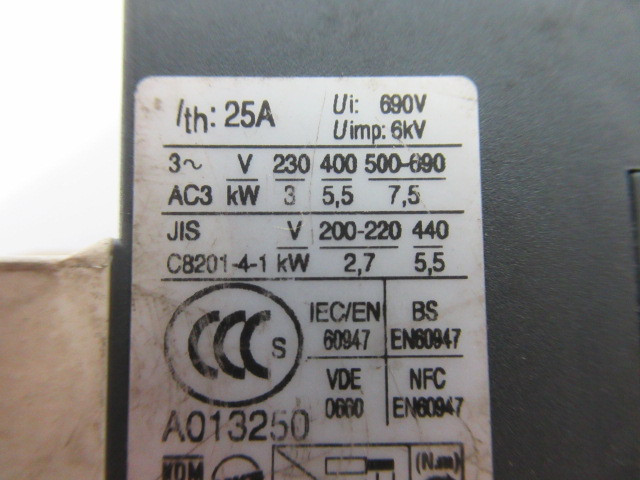 Ith: 25A Ui: 690V
Uimp: 6kV
3~ V 230 400 500-690
AC3 kW 3 5,5 7,5
JIS V 200-220 440
C8201-4-1 kW 2,7 5,5
CCC S
IEC/EN BS
60947 EN60947
VDE NFC
0660 EN60947
A013250
(N.m)